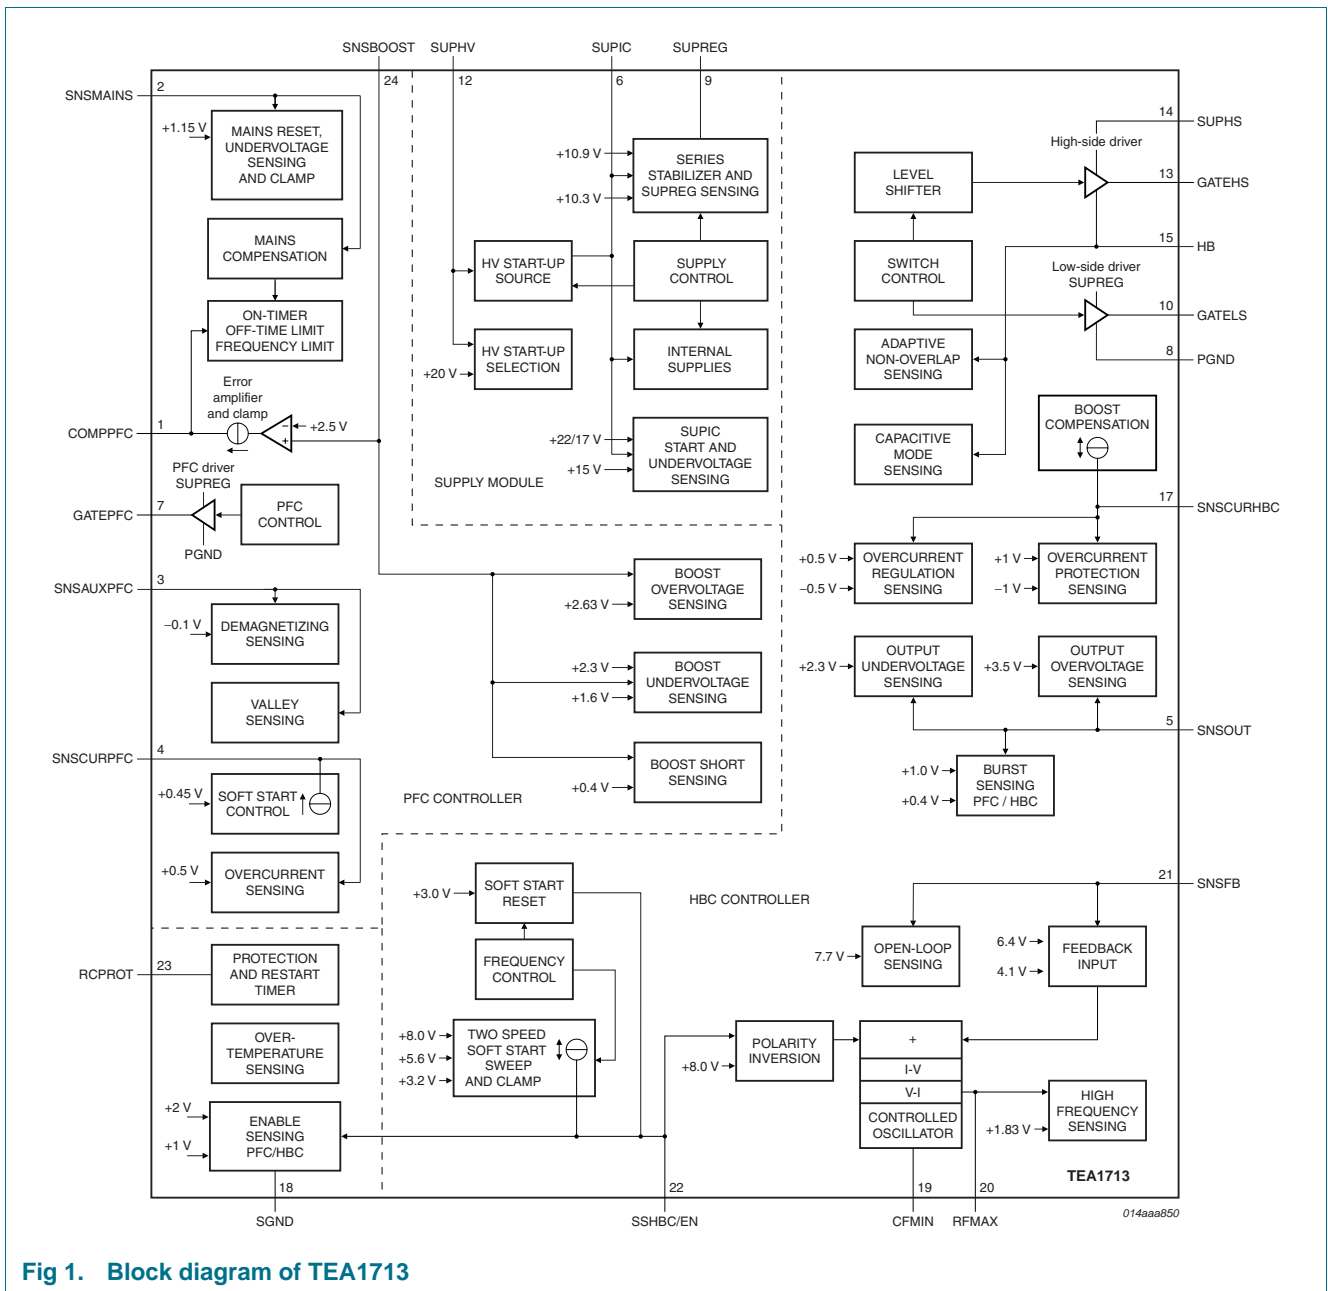 SNSBOOST SUPHV SUPIC SUPREG
24 12 6 9
SNSMAINS 2
+1.15 V
MAINS RESET,
UNDERVOLTAGE
SENSING
AND CLAMP
MAINS
COMPENSATION
ON-TIMER
OFF-TIME LIMIT
FREQUENCY LIMIT
Error
amplifier
and clamp
COMPPFC 1
−
+
+2.5 V
PFC driver
SUPREG
GATEPFC 7
PGND
PFC
CONTROL
SNSAUXPFC 3
−0.1 V
DEMAGNETIZING
SENSING
VALLEY
SENSING
SNSCURPFC 4
+0.45 V
SOFT START
CONTROL
+0.5 V
OVERCURRENT
SENSING
RCPROT 23
PROTECTION
AND RESTART
TIMER
OVER-
TEMPERATURE
SENSING
+2 V
+1 V
ENABLE
SENSING
PFC/HBC
18
SGND
+10.9 V
+10.3 V
SERIES
STABILIZER AND
SUPREG SENSING
HV START-UP
SOURCE
SUPPLY
CONTROL
HV START-UP
SELECTION
+20 V
INTERNAL
SUPPLIES
+22/17 V
+15 V
SUPIC
START AND
UNDERVOLTAGE
SENSING
SUPPLY MODULE
BOOST
OVERVOLTAGE
SENSING
+2.63 V
+2.3 V
+1.6 V
BOOST
UNDERVOLTAGE
SENSING
BOOST SHORT
SENSING
+0.4 V
PFC CONTROLLER
+3.0 V
SOFT START
RESET
FREQUENCY
CONTROL
+8.0 V
+5.6 V
+3.2 V
TWO SPEED
SOFT START
SWEEP
AND CLAMP
22
SSHBC/EN
HBC CONTROLLER
LEVEL
SHIFTER
High-side driver
14 SUPHS
13 GATEHS
15 HB
SWITCH
CONTROL
Low-side driver
SUPREG
10 GATELS
8 PGND
ADAPTIVE
NON-OVERLAP
SENSING
CAPACITIVE
MODE
SENSING
BOOST
COMPENSATION
17 SNSCURHBC
+0.5 V
−0.5 V
OVERCURRENT
REGULATION
SENSING
+1 V
−1 V
OVERCURRENT
PROTECTION
SENSING
+2.3 V
OUTPUT
UNDERVOLTAGE
SENSING
+3.5 V
OUTPUT
OVERVOLTAGE
SENSING
5 SNSOUT
+1.0 V
+0.4 V
BURST
SENSING
PFC / HBC
21 SNSFB
7.7 V
OPEN-LOOP
SENSING
6.4 V
4.1 V
FEEDBACK
INPUT
POLARITY
INVERSION
+8.0 V
+
I-V
V-I
CONTROLLED
OSCILLATOR
HIGH
FREQUENCY
SENSING
+1.83 V
TEA1713
19 20
CFMIN RFMAX
014aaa850
Fig 1. Block diagram of TEA1713